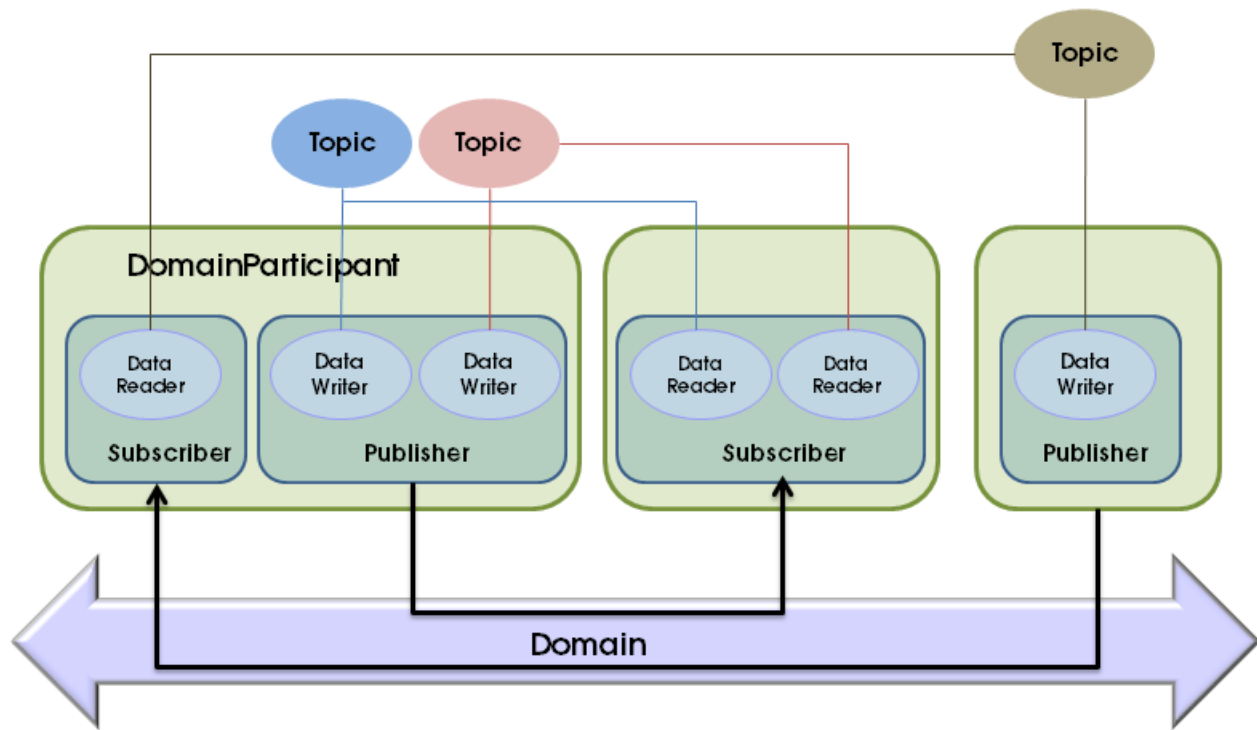 Topic
Topic
Topic
DomainParticipant
Data
Reader
Data
Writer
Data
Writer
Data
Reader
Data
Reader
Data
Writer
Subscriber
Publisher
Subscriber
Publisher
Domain